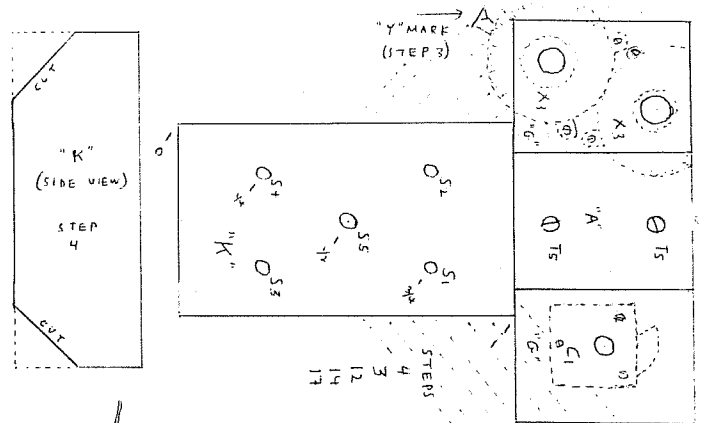 "Y" MARK
(STEP 3)
Y
CUT
"K"
(SIDE VIEW)
STEP
4
CUT
X3
X3
"G"
"A"
T5
T5
"G"
C1
S4
S2
S5
"K"
S3
S1
STEPS
4
3
12
14
17